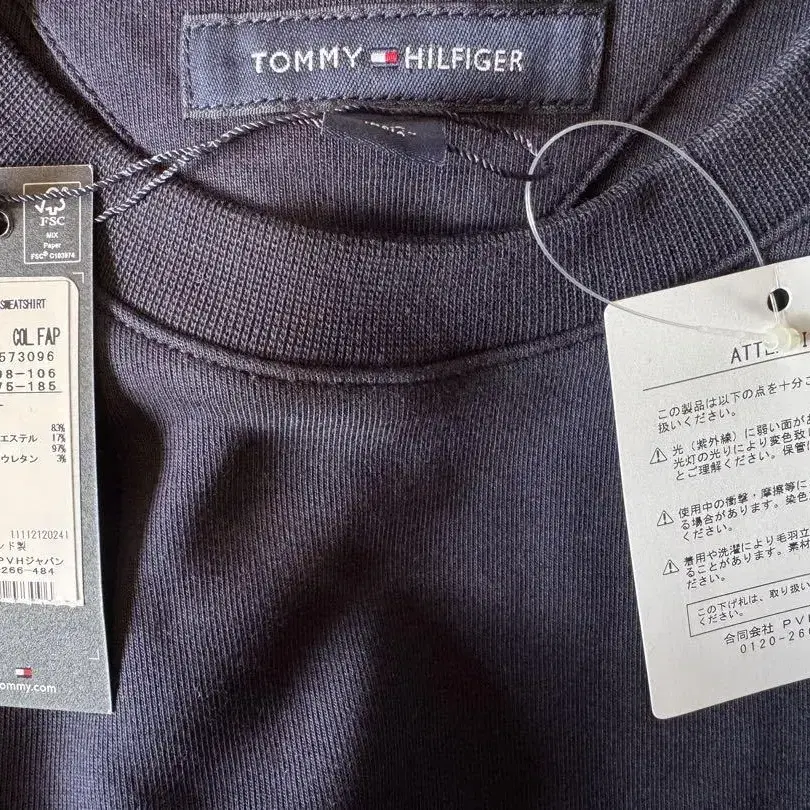 TOMMY HILFIGER
FSC
MIX
Paper
FSC® C103974
SWEATSHIRT
COL FAP
573096
98-106
75-185
83%
エステル 17%
97%
ウレタン 3%
11112120241
ンド製
PVHジャパン
266-484
ommy.com
この製品は以下の点を十分ご
扱いください。
光（紫外線）に弱い面があ
光灯の光りにより変色致
とご理解ください。保管
使用中の衝撃・摩擦等に
る場合があります。染色
着用や洗濯により毛羽立
ることがあります。素材
ださい。
この下げ札は、取り扱い
ください。
合同会社 PVH
0120-26